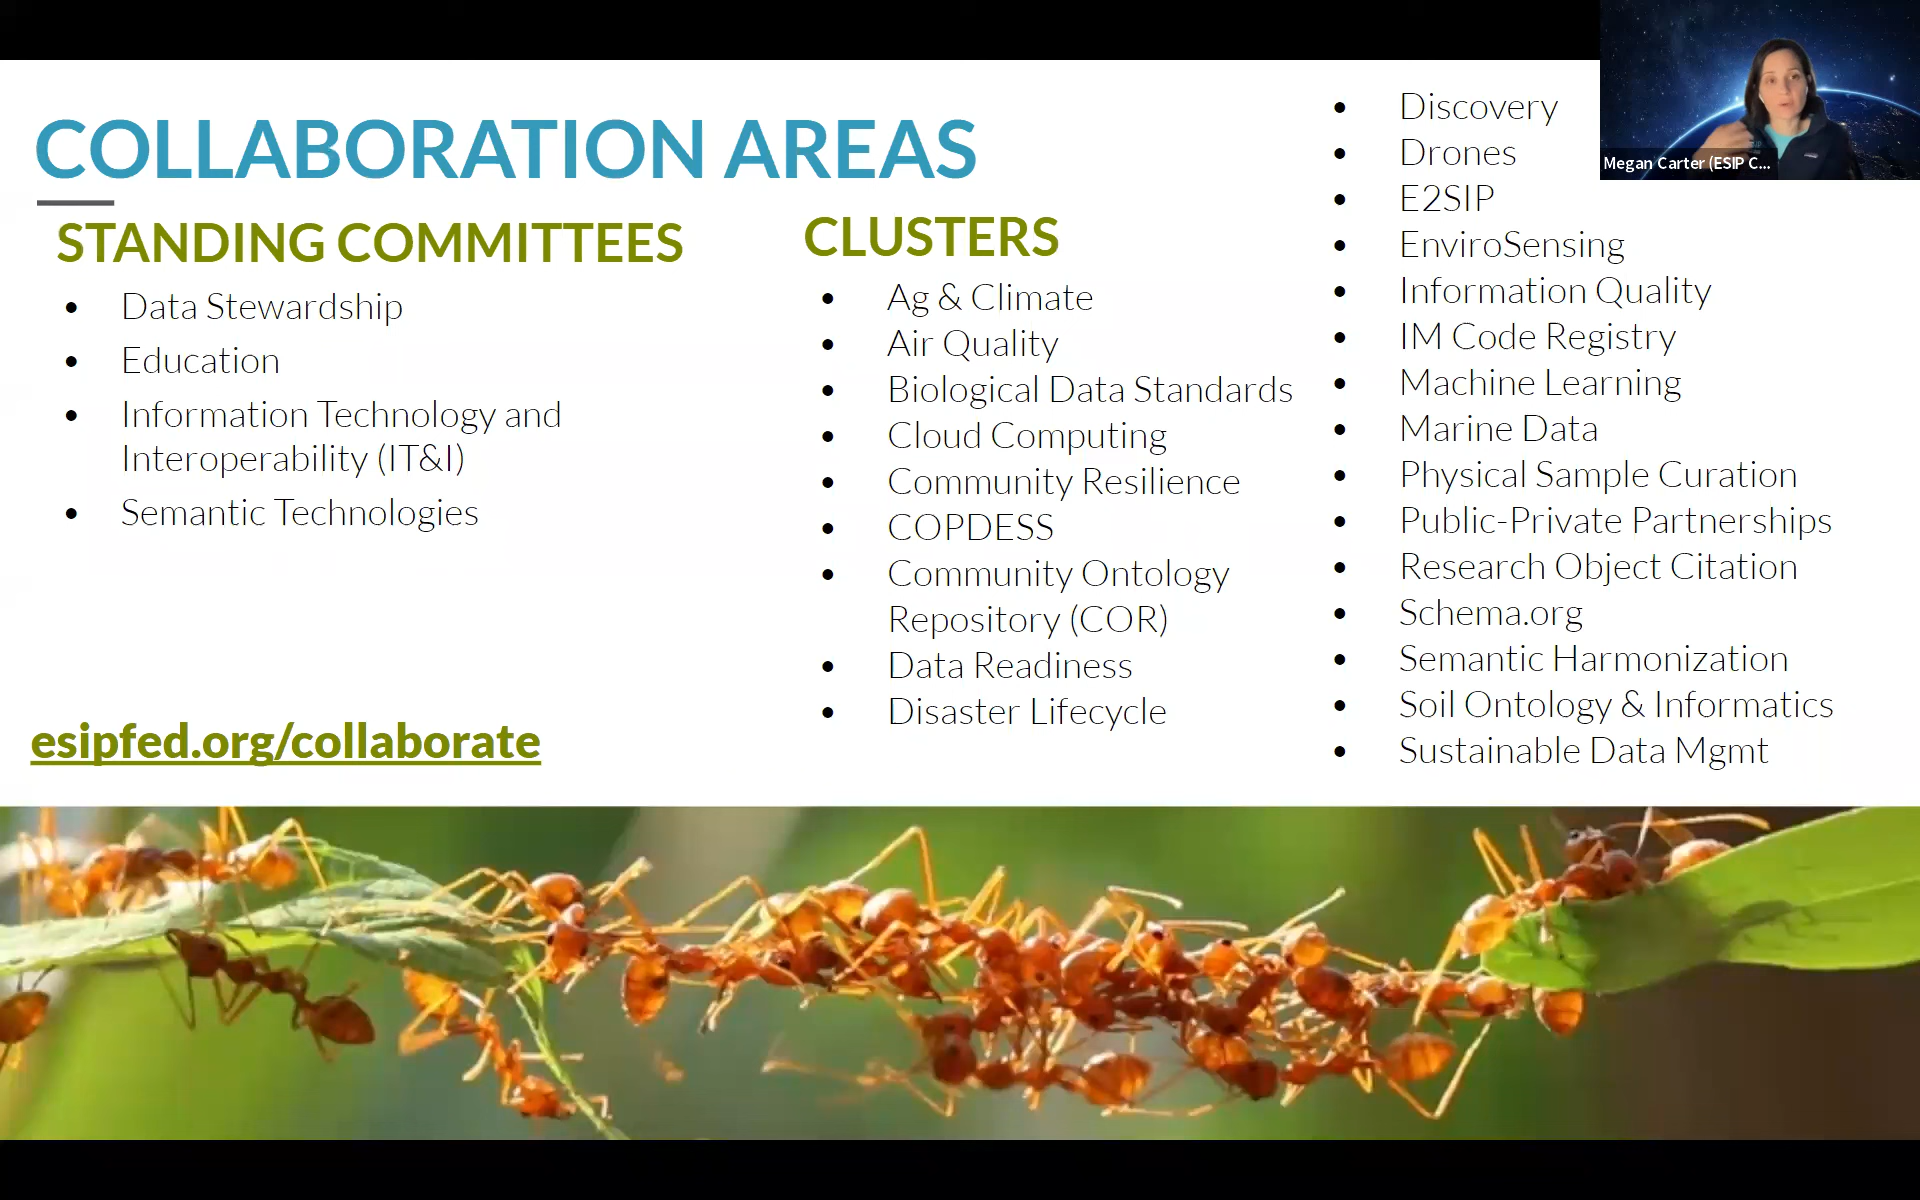 COLLABORATION AREAS
STANDING COMMITTEES
Data Stewardship
Education
Information Technology and
Interoperability (IT&I)
Semantic Technologies
esipfed.org/collaborate
CLUSTERS
Ag & Climate
Air Quality
Biological Data Standards
Cloud Computing
Community Resilience
COPDESS
Community Ontology
Repository (COR)
Data Readiness
Disaster Lifecycle
Discovery
Drones
E2SIP
EnviroSensing
Information Quality
IM Code Registry
Machine Learning
Marine Data
Physical Sample Curation
Public-Private Partnerships
Research Object Citation
Schema.org
Semantic Harmonization
Soil Ontology & Informatics
Sustainable Data Mgmt
Megan Carter (ESIP C...